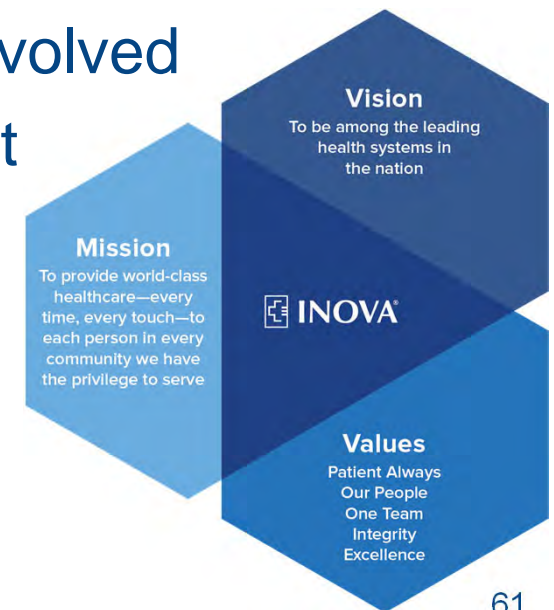 volved
t
Vision
To be among the leading
health systems in
the nation
Mission
To provide world-class
healthcare—every
time, every touch—to
each person in every
community we have
the privilege to serve
INOVA®
Values
Patient Always
Our People
One Team
Integrity
Excellence
61